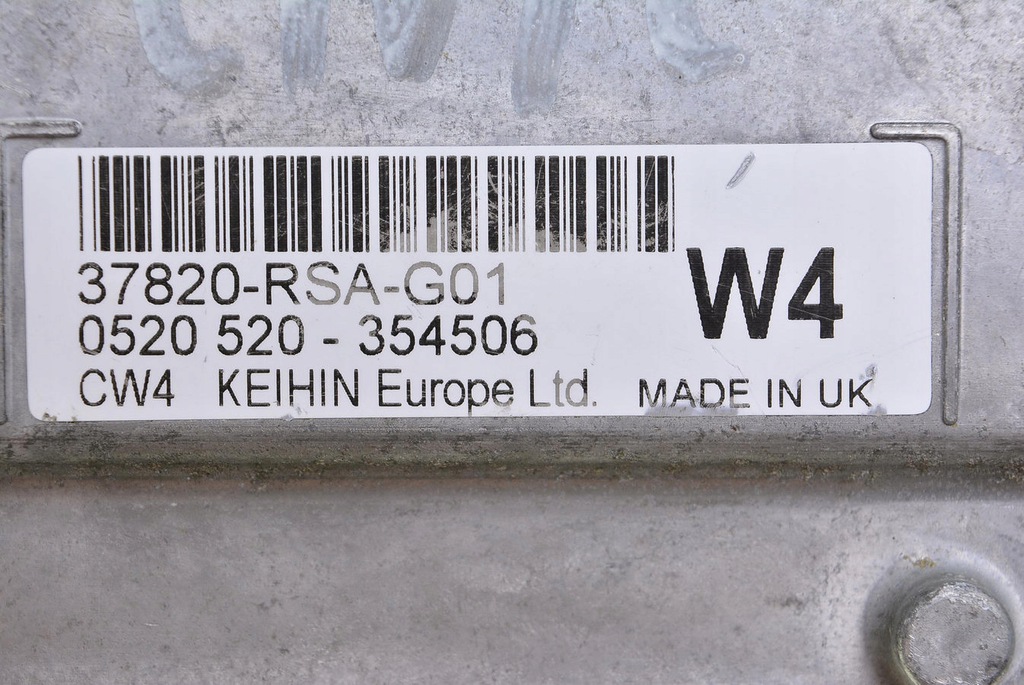 37820-RSA-G01
0520 520 - 354506
W4
CW4 KEIHIN Europe Ltd. MADE IN UK